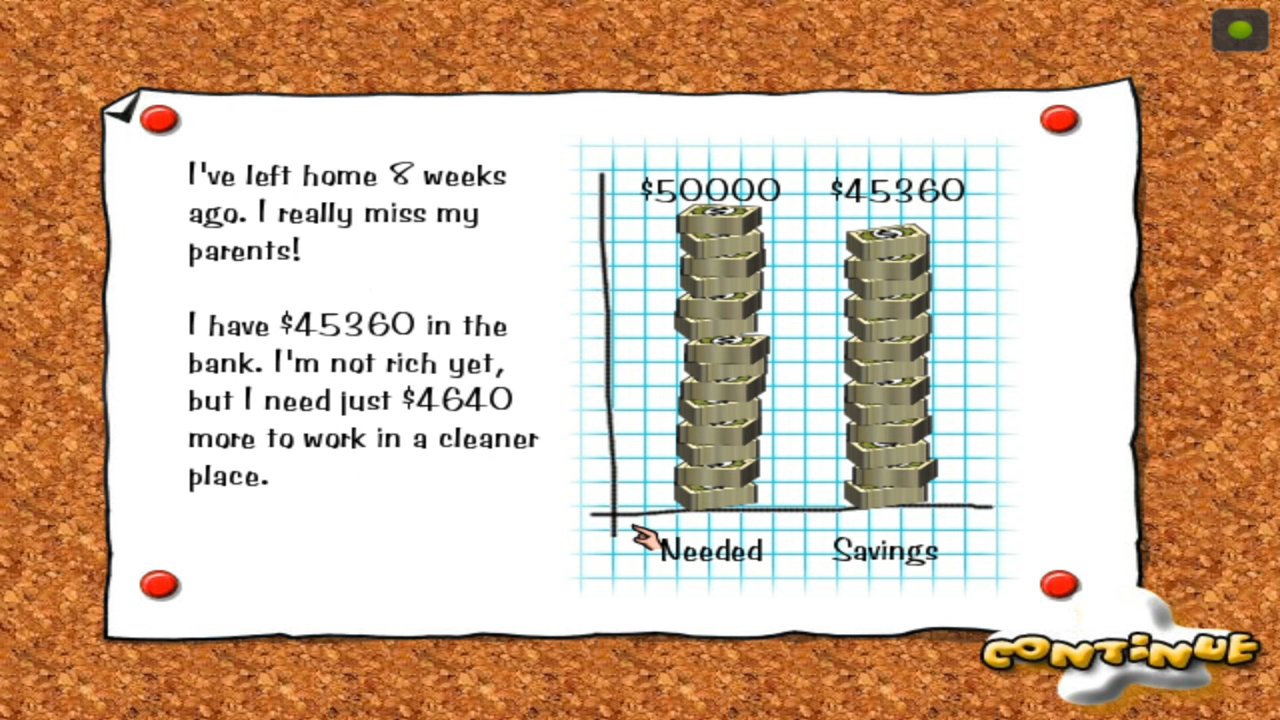 I've left home 8 weeks
ago. I really miss my
parents!
I have $45360 in the
bank. I'm not rich yet,
but I need just $4640
more to work in a cleaner
place.
$50000
$45360
Needed
Savings
CONTINUE